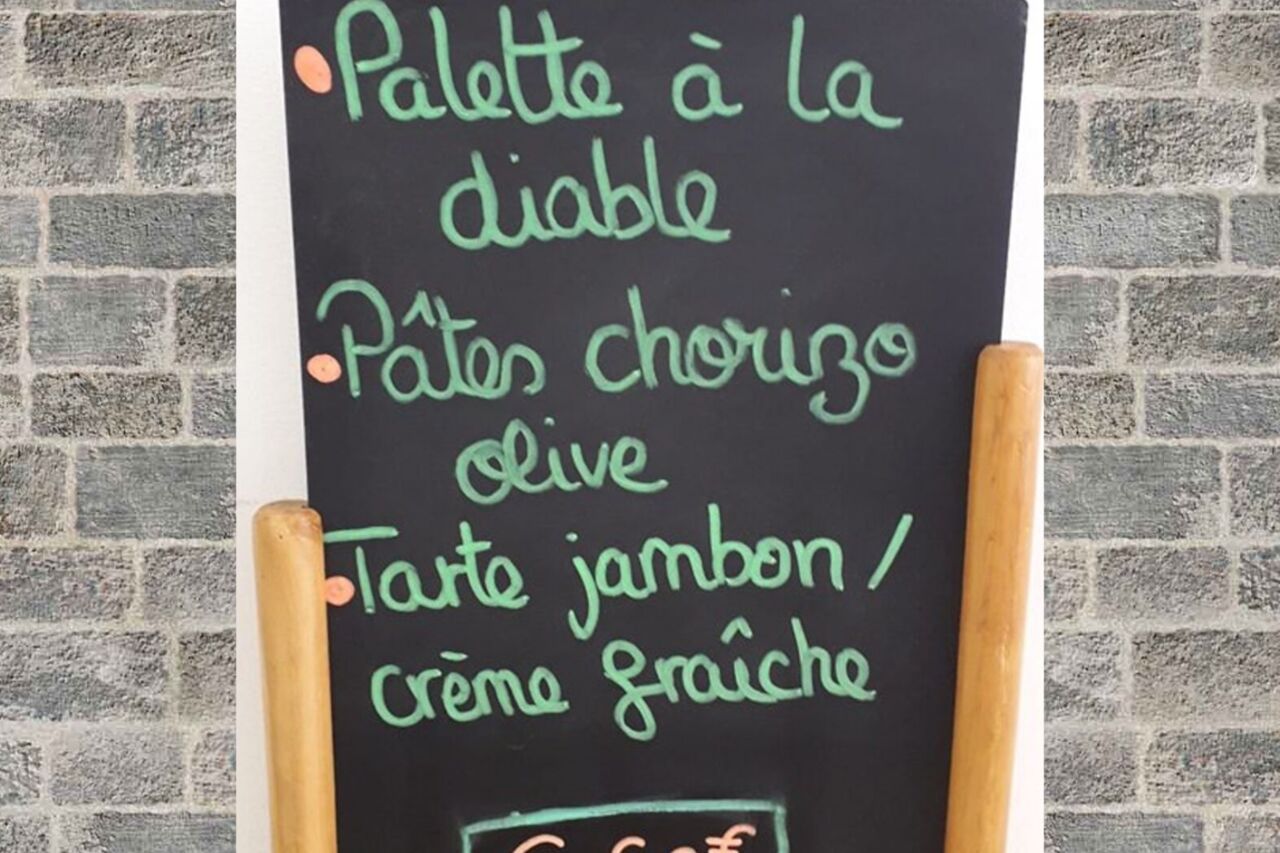 Palette à la
diable
Pâtes chorizo
olive
Tarte jambon /
crème fraîche